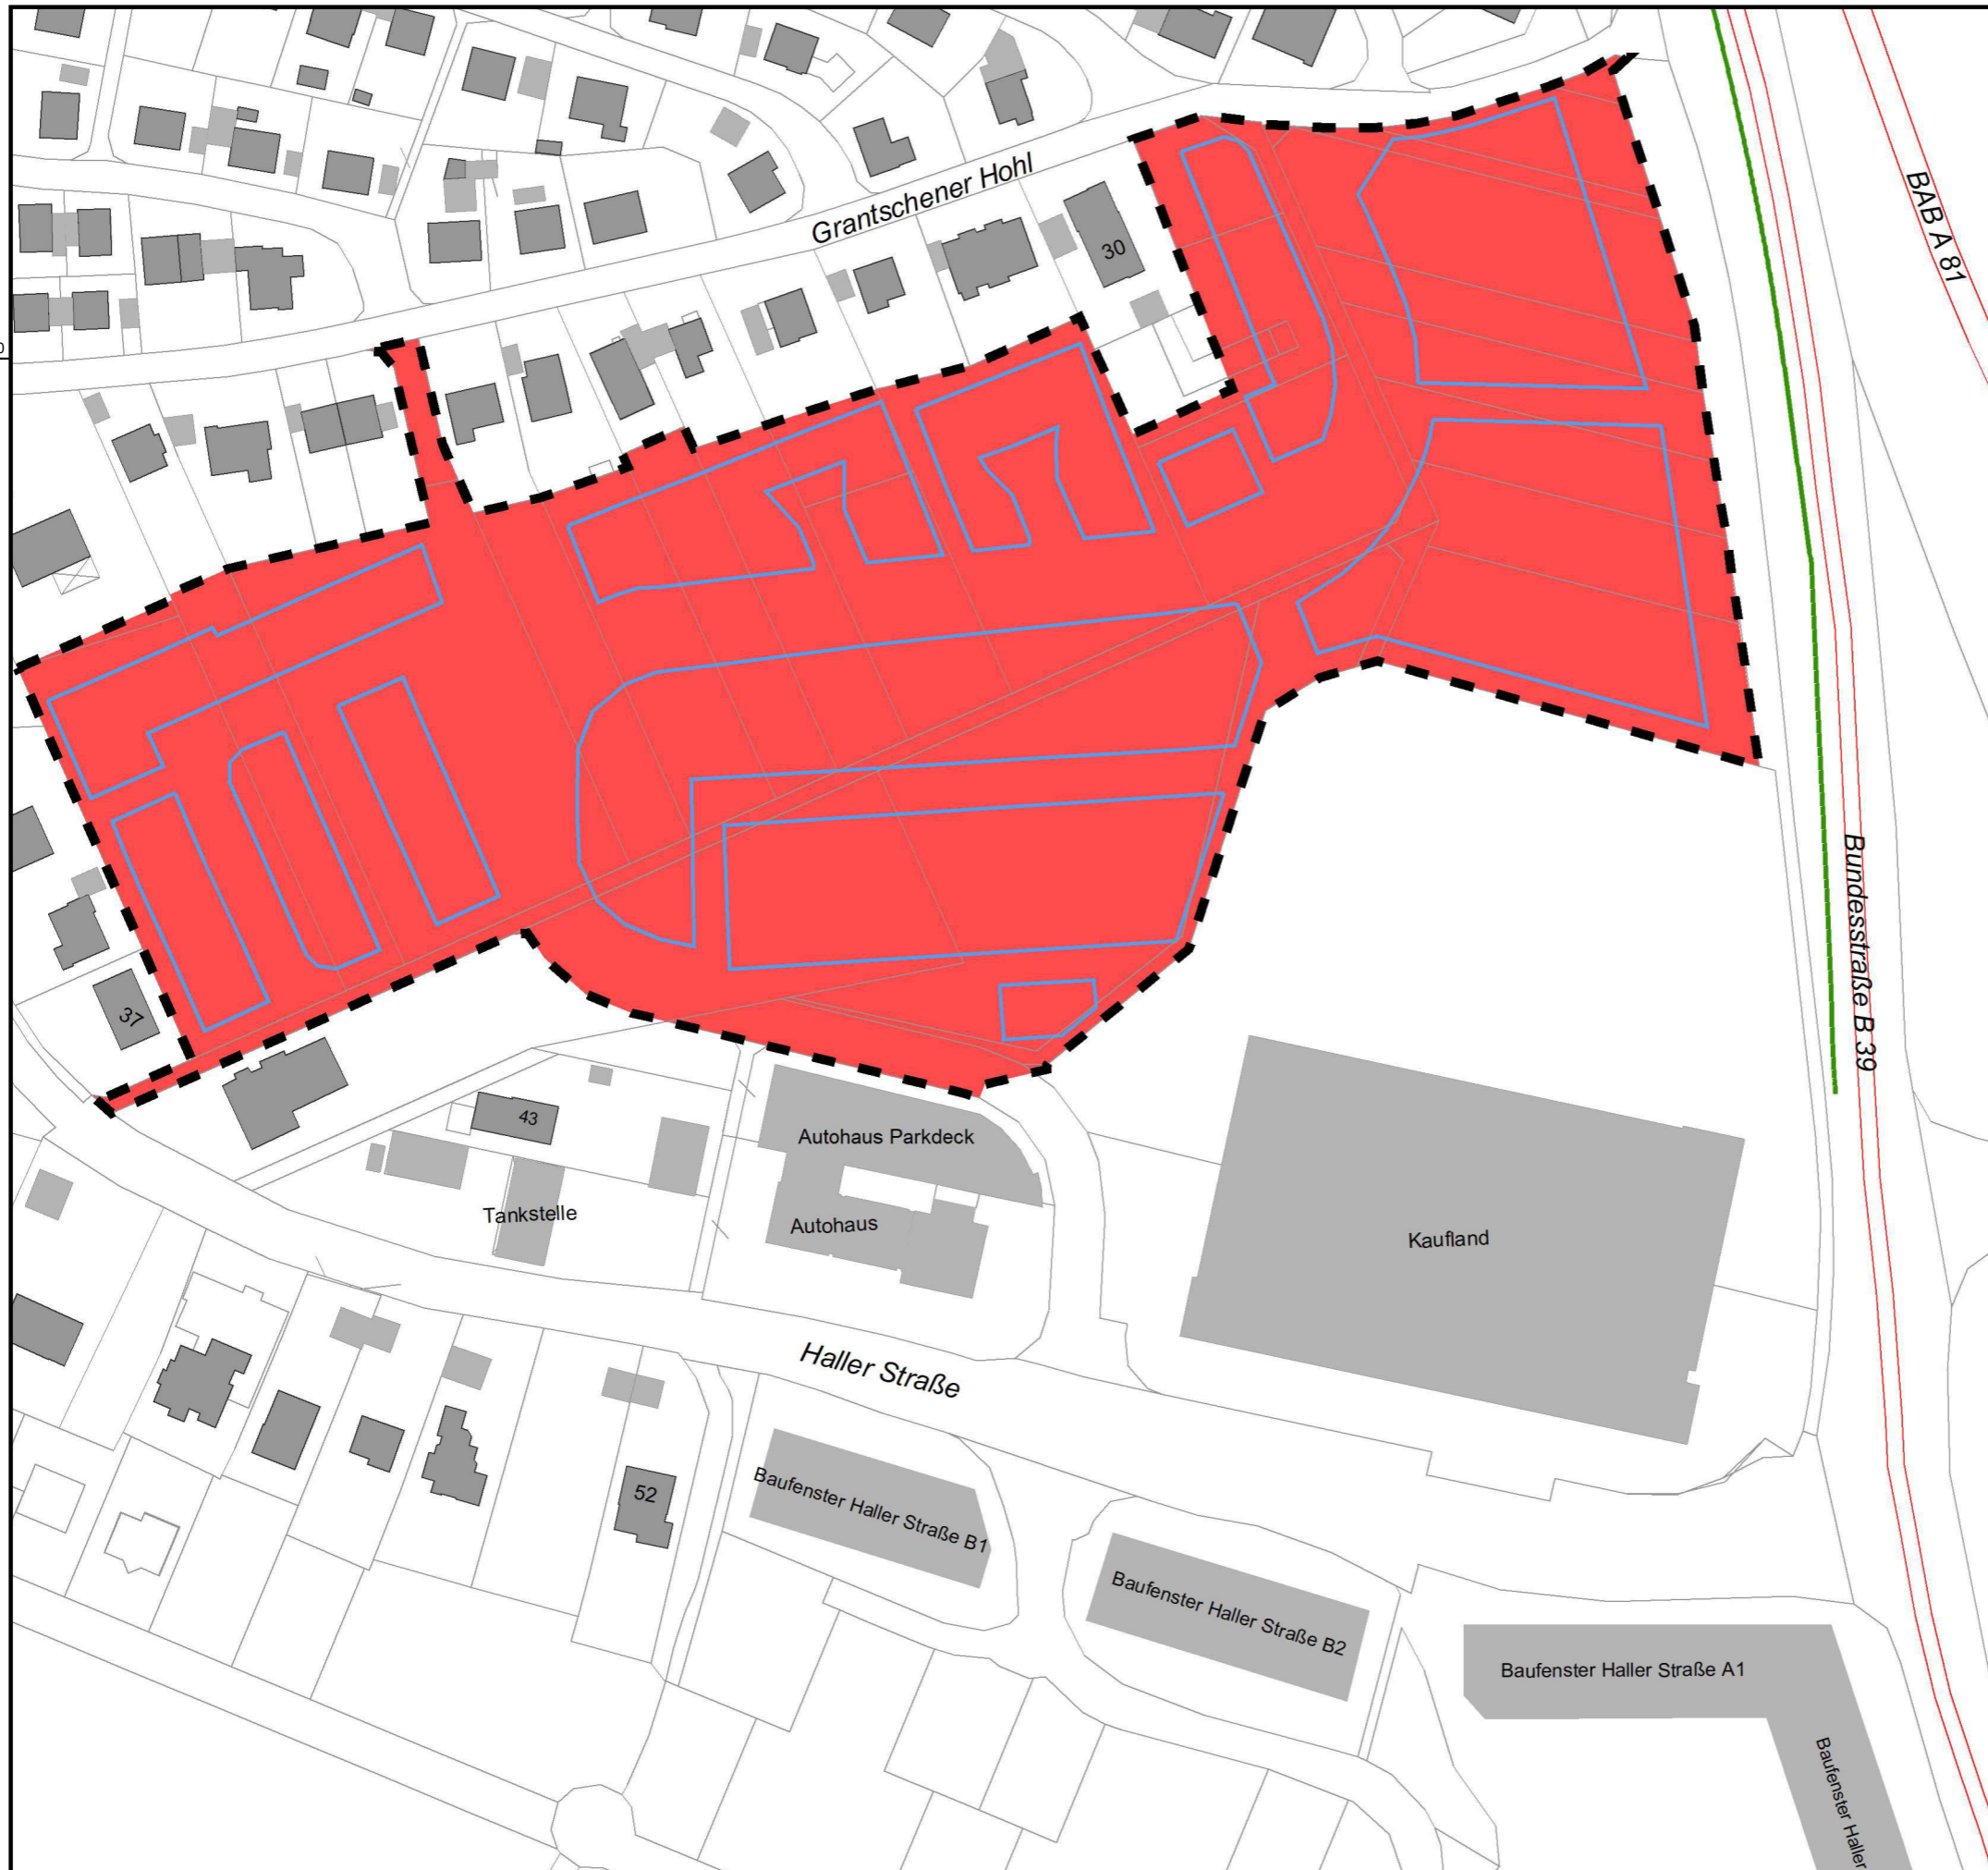 BAB A 81
Grantschener Hohl
30
0
Bundesstraße B 39
37
43
Autohaus Parkdeck
Tankstelle
Autohaus
Kaufland
Haller Straße
52
Baufenster Haller Straße B1
Baufenster Haller Straße B2
Baufenster Haller Straße A1
Baufenster Haller